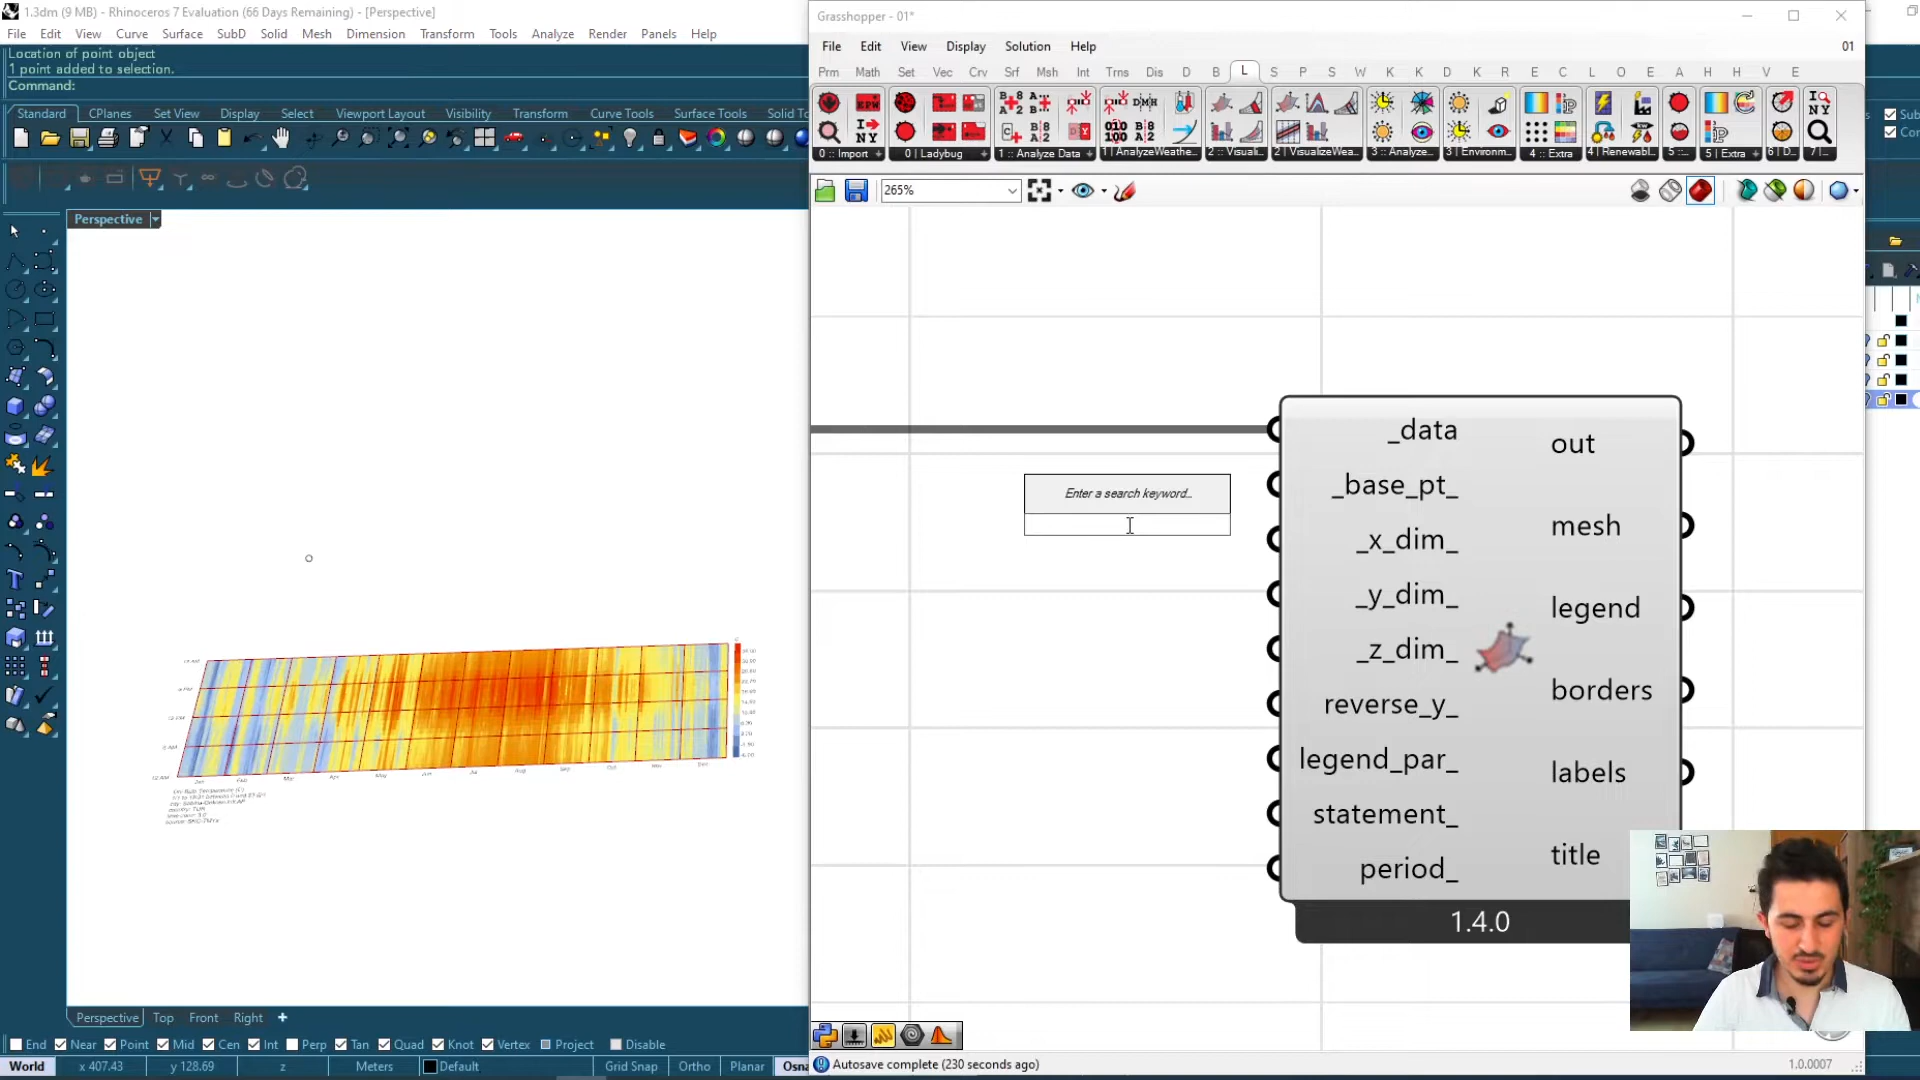 1.3dm (9 MB) - Rhinoceros 7 Evaluation (66 Days Remaining) - [Perspective]
File Edit View Curve Surface SubD Solid Mesh Dimension Transform Tools Analyze Render Panels Help
Location of point object
1 point added to selection.
Command:
Standard CPlanes Set View Display Select Viewport Layout Visibility Transform Curve Tools Surface Tools Solid To
Perspective
Perspective Top Front Right
End Near Point Mid Cen Int Perp Tan Quad Knot Vertex Project Disable
World x 407.43 y 128.69 z Meters Default Grid Snap Ortho Planar Osna
Grasshopper - 01*
File Edit View Display Solution Help 01
Prm Math Set Vec Crv Srf Msh Int Trns Dis D B L S P S W K K D K R E C L O E A H H V E
0 :: Import 0 | Ladybug 1 :: Analyze Data 1 | AnalyzeWeathe... 2 :: Visuali... 2 | VisualizeWea... 3 :: Analyze... 3 | Environm... 4 :: Extra 4 | Renewabl... 5 ::... 5 | Extra 6 | D... 7 |...
265%
Enter a search keyword...
_data
_base_pt_
_x_dim_
_y_dim_
_z_dim_
reverse_y_
legend_par_
statement_
period_
out
mesh
legend
borders
labels
title
1.4.0
Autosave complete (230 seconds ago)
1.0.0007